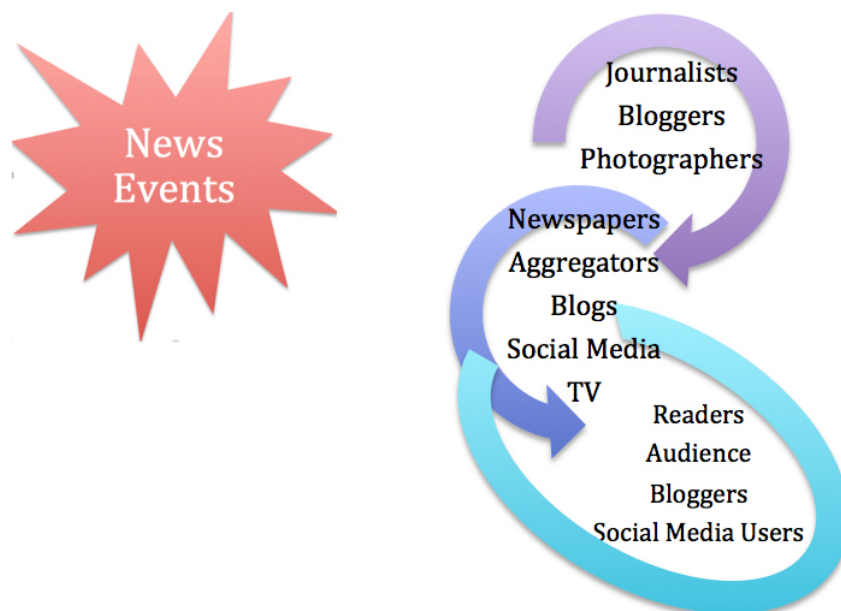 News
Events
Journalists
Bloggers
Photographers
Newspapers
Aggregators
Blogs
Social Media
TV
Readers
Audience
Bloggers
Social Media Users